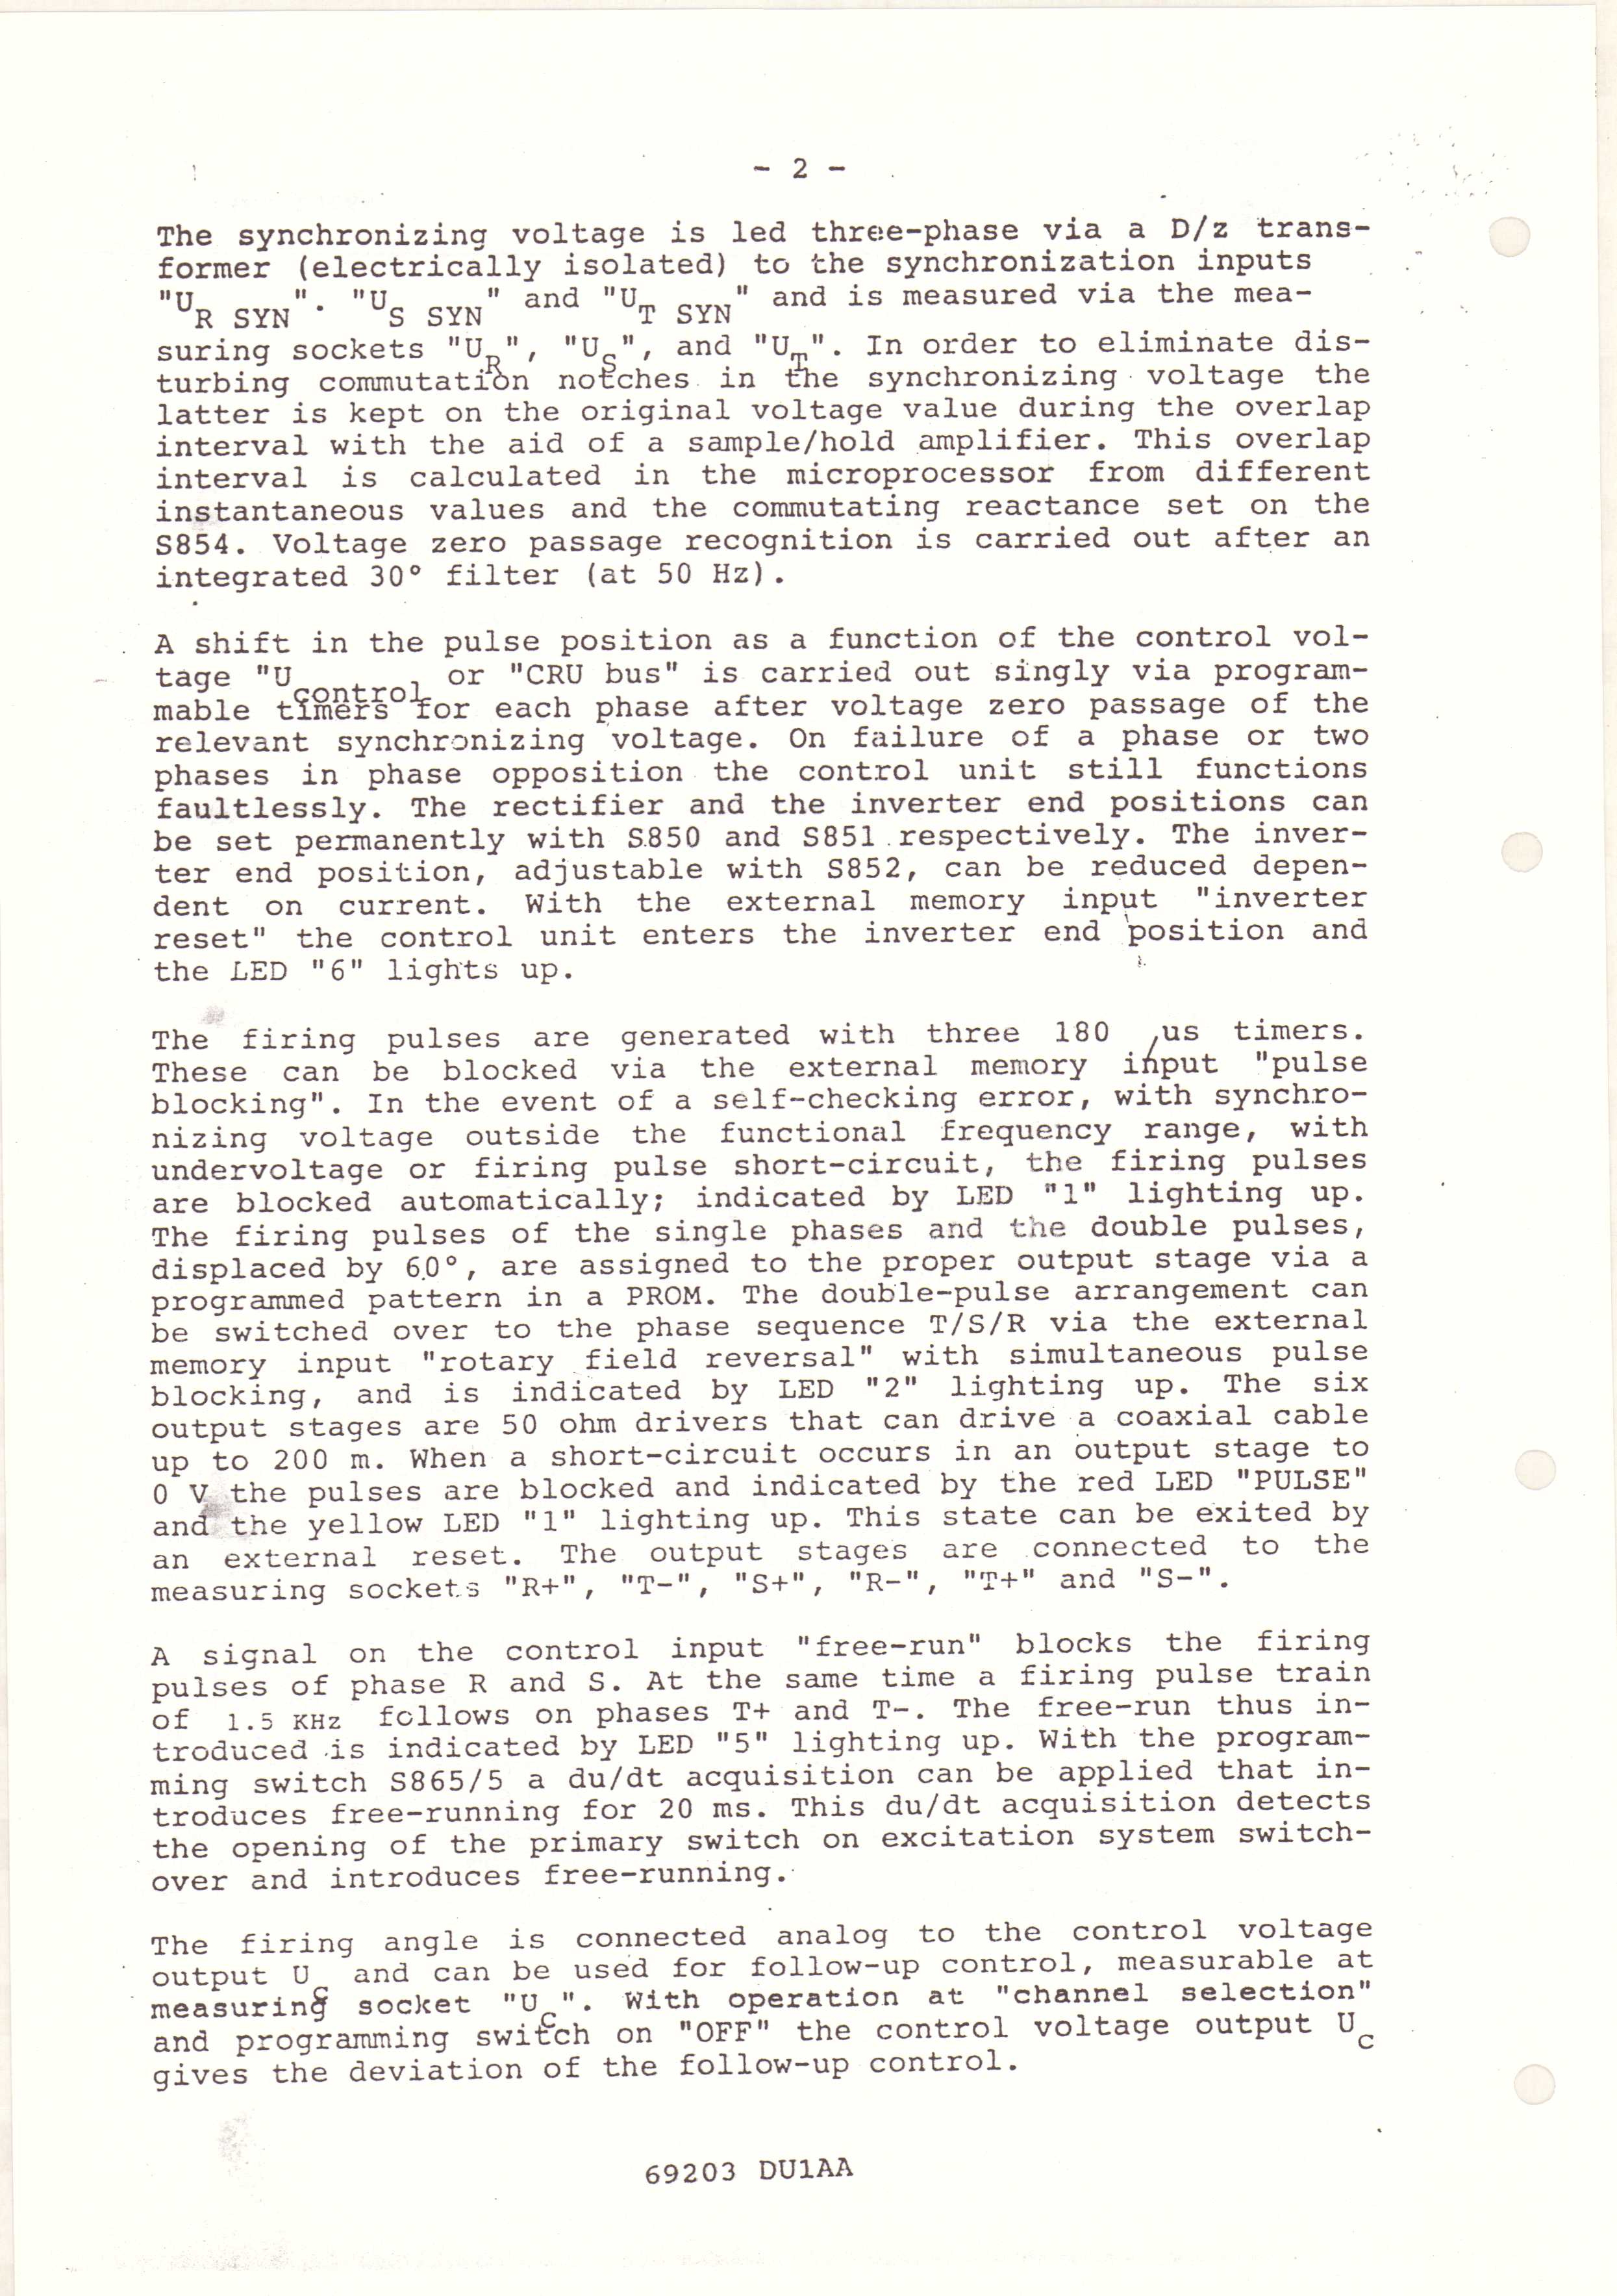 - 2 -
The synchronizing voltage is led three-phase via a D/z trans-
former (electrically isolated) to the synchronization inputs
"U R SYN". "U S SYN" and "U T SYN" and is measured via the mea-
suring sockets "U R", "U S", and "U T". In order to eliminate dis-
turbing commutation notches in the synchronizing voltage the
latter is kept on the original voltage value during the overlap
interval with the aid of a sample/hold amplifier. This overlap
interval is calculated in the microprocessor from different
instantaneous values and the commutating reactance set on the
S854. Voltage zero passage recognition is carried out after an
integrated 30° filter (at 50 Hz).
A shift in the pulse position as a function of the control vol-
tage "U control or "CRU bus" is carried out singly via program-
mable timers for each phase after voltage zero passage of the
relevant synchronizing voltage. On failure of a phase or two
phases in phase opposition the control unit still functions
faultlessly. The rectifier and the inverter end positions can
be set permanently with S850 and S851 respectively. The inver-
ter end position, adjustable with S852, can be reduced depen-
dent on current. With the external memory input "inverter
reset" the control unit enters the inverter end position and
the LED "6" lights up.
The firing pulses are generated with three 180 µs timers.
These can be blocked via the external memory input "pulse
blocking". In the event of a self-checking error, with synchro-
nizing voltage outside the functional frequency range, with
undervoltage or firing pulse short-circuit, the firing pulses
are blocked automatically; indicated by LED "1" lighting up.
The firing pulses of the single phases and the double pulses,
displaced by 60°, are assigned to the proper output stage via a
programmed pattern in a PROM. The double-pulse arrangement can
be switched over to the phase sequence T/S/R via the external
memory input "rotary field reversal" with simultaneous pulse
blocking, and is indicated by LED "2" lighting up. The six
output stages are 50 ohm drivers that can drive a coaxial cable
up to 200 m. When a short-circuit occurs in an output stage to
0 V the pulses are blocked and indicated by the red LED "PULSE"
and the yellow LED "1" lighting up. This state can be exited by
an external reset. The output stages are connected to the
measuring sockets "R+", "T-", "S+", "R-", "T+" and "S-".
A signal on the control input "free-run" blocks the firing
pulses of phase R and S. At the same time a firing pulse train
of 1.5 KHz follows on phases T+ and T-. The free-run thus in-
troduced is indicated by LED "5" lighting up. With the program-
ming switch S865/5 a du/dt acquisition can be applied that in-
troduces free-running for 20 ms. This du/dt acquisition detects
the opening of the primary switch on excitation system switch-
over and introduces free-running.
The firing angle is connected analog to the control voltage
output U c and can be used for follow-up control, measurable at
measuring socket "U c". With operation at "channel selection"
and programming switch on "OFF" the control voltage output U c
gives the deviation of the follow-up control.
69203 DU1AA